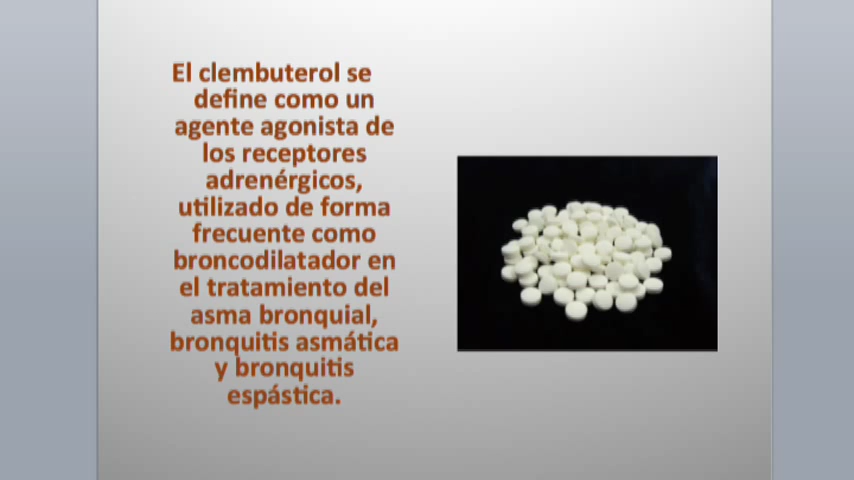 El clembuterol se
define como un
agente agonista de
los receptores
adrenérgicos,
utilizado de forma
frecuente como
broncodilatador en
el tratamiento del
asma bronquial,
bronquitis asmática
y bronquitis
espástica.